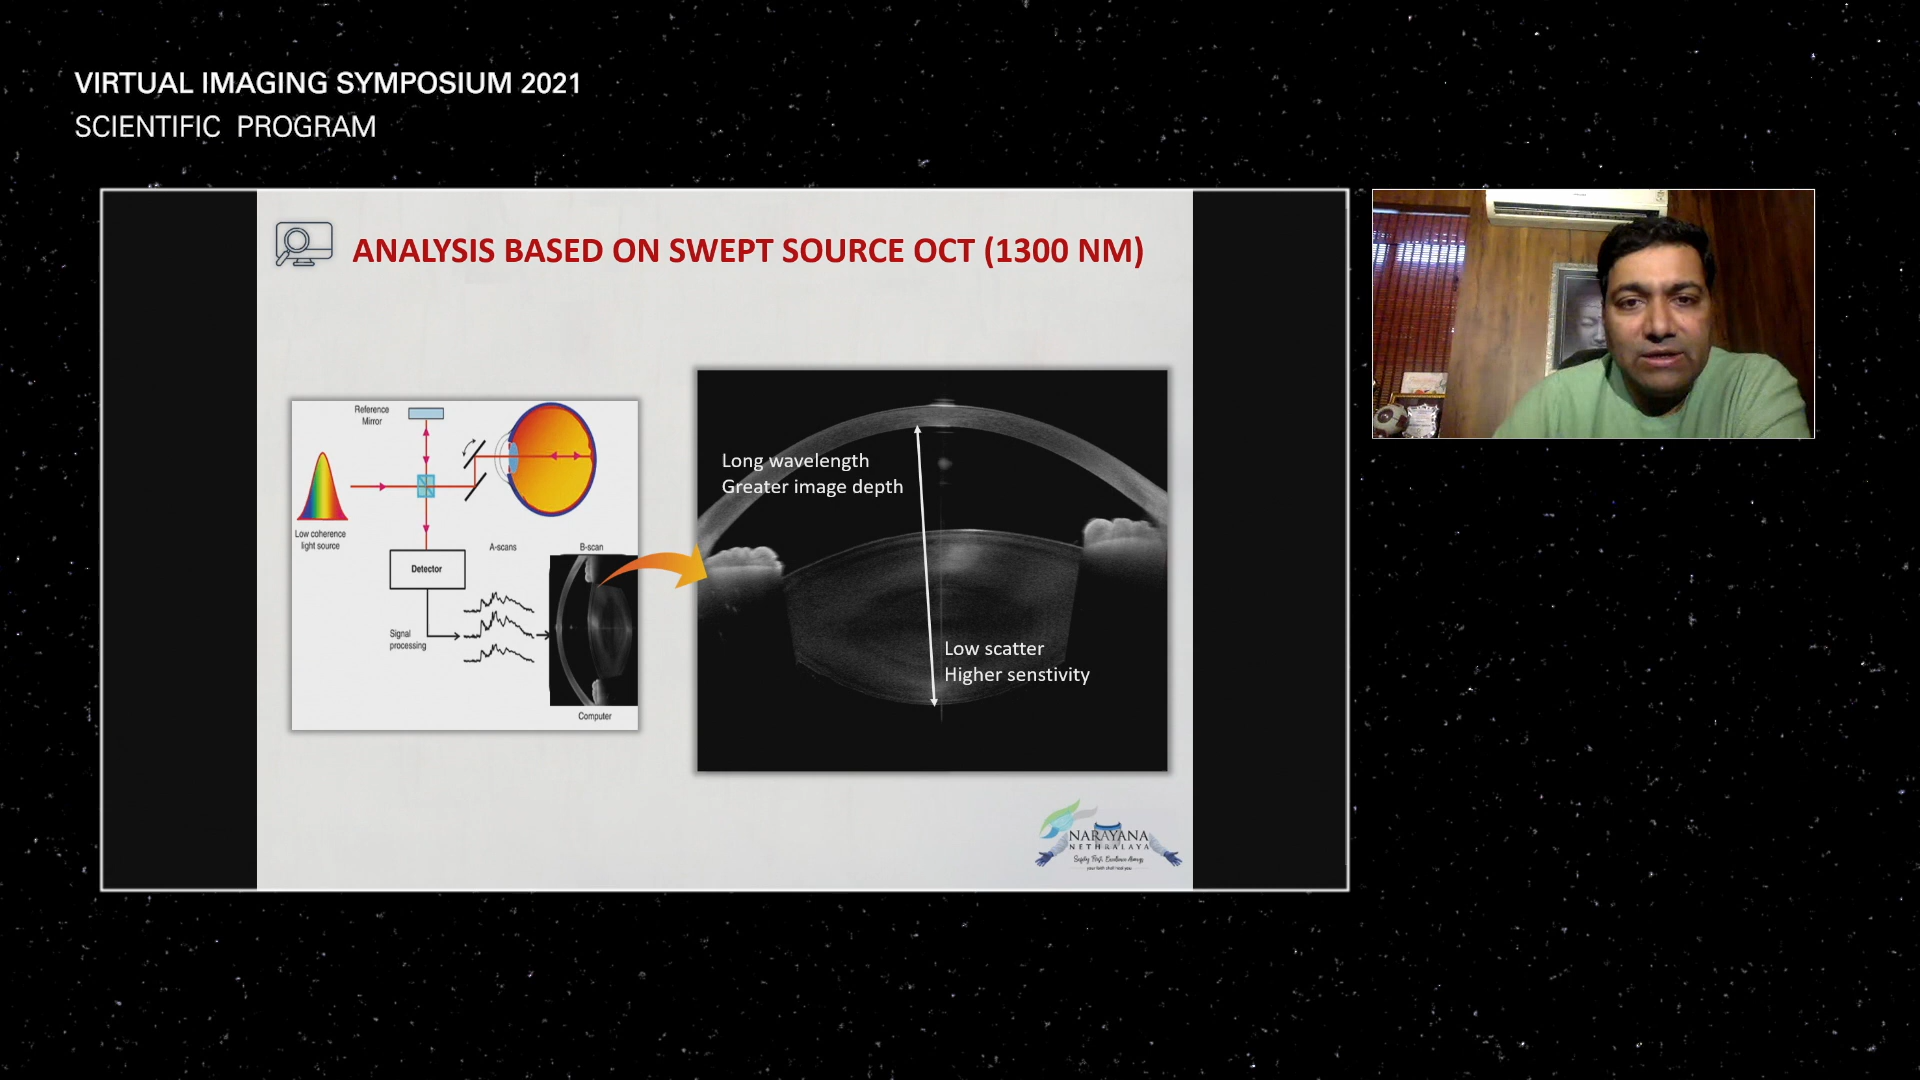 VIRTUAL IMAGING SYMPOSIUM 2021
SCIENTIFIC PROGRAM
ANALYSIS BASED ON SWEPT SOURCE OCT (1300 NM)
Reference
Mirror
Low coherence
light source
A-scans
B-scan
Detector
Signal
processing
Computer
Long wavelength
Greater image depth
Low scatter
Higher senstivity
NARAYANA
NETHRALAYA